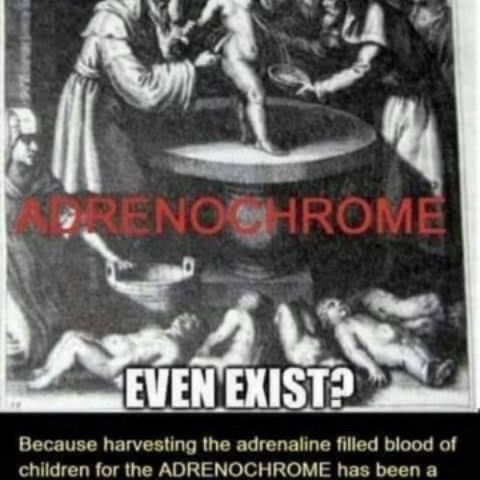 ADRENOCHROME
EVEN EXIST?
Because harvesting the adrenaline filled blood of
children for the ADRENOCHROME has been a